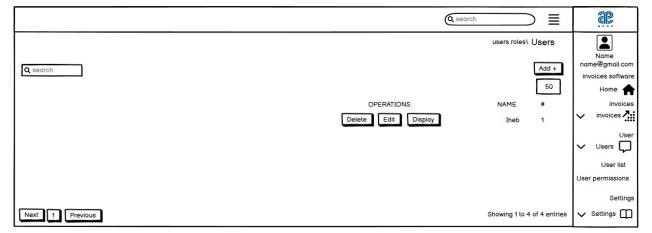 search
users roles\ Users
Add +
search
50
OPERATIONS NAME #
Delete Edit Display Iheb 1
Next 1 Previous
Showing 1 to 4 of 4 entries
Name
name@gmail.com
invoices software
Home
invoices
invoices
User
Users
User list
User permissions
Settings
Settings